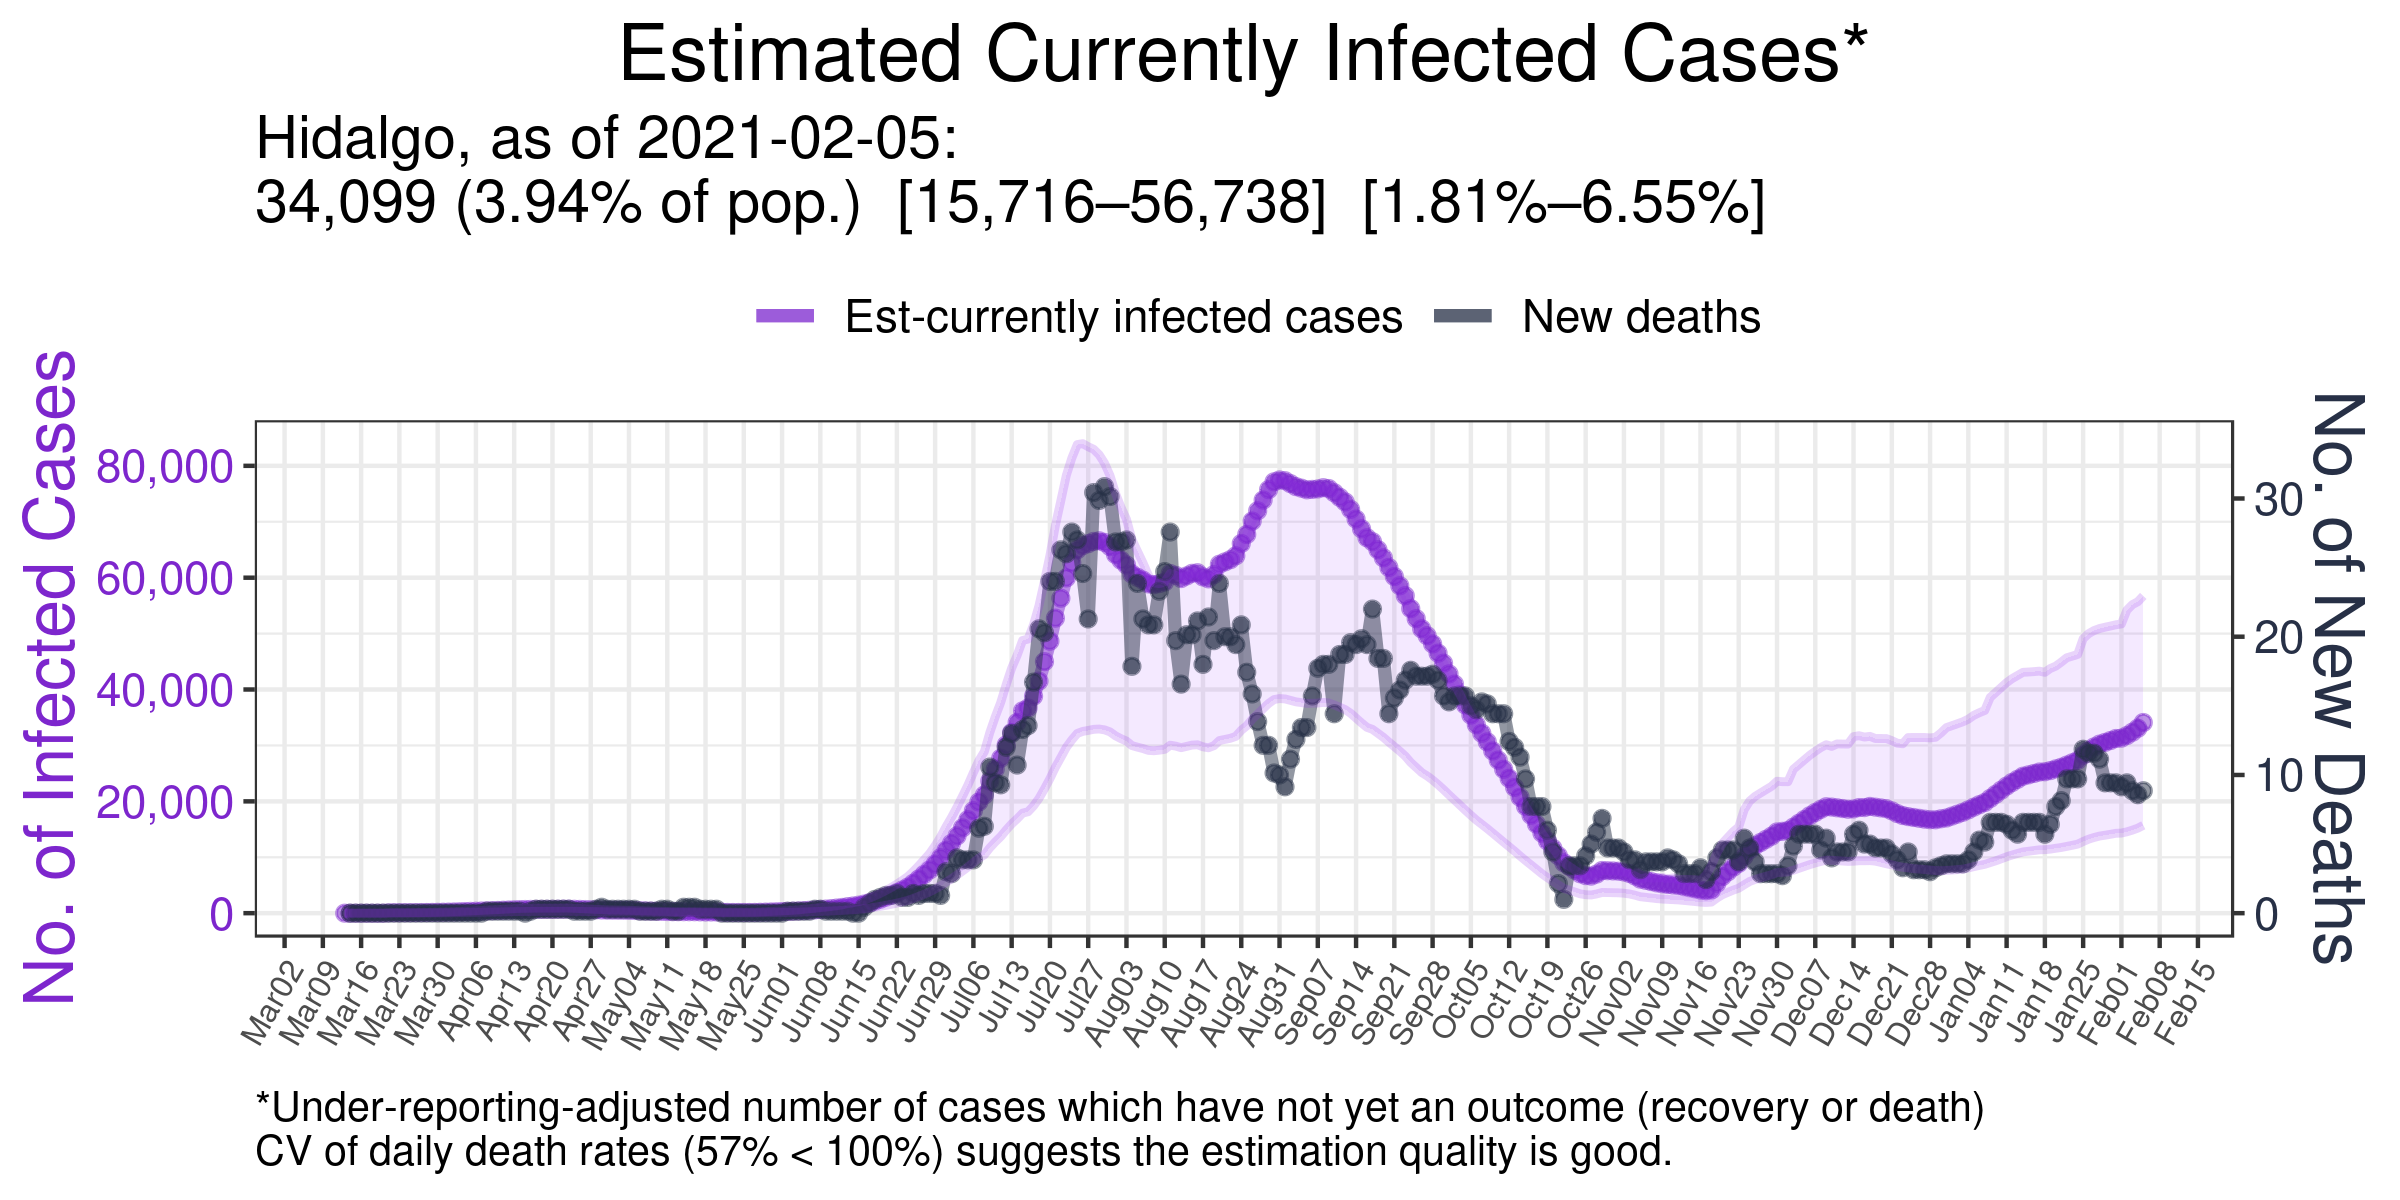 Estimated Currently Infected Cases*
Hidalgo, as of 2021-02-05:
34,099 (3.94% of pop.)  [15,716–56,738]  [1.81%–6.55%]
Est-currently infected cases
New deaths
No. of Infected Cases
80,000
60,000
40,000
20,000
0
30
20
10
0
No. of New Deaths
Mar02
Mar09
Mar16
Mar23
Mar30
Apr06
Apr13
Apr20
Apr27
May04
May11
May18
May25
Jun01
Jun08
Jun15
Jun22
Jun29
Jul06
Jul13
Jul20
Jul27
Aug03
Aug10
Aug17
Aug24
Aug31
Sep07
Sep14
Sep21
Sep28
Oct05
Oct12
Oct19
Oct26
Nov02
Nov09
Nov16
Nov23
Nov30
Dec07
Dec14
Dec21
Dec28
Jan04
Jan11
Jan18
Jan25
Feb01
Feb08
Feb15
*Under-reporting-adjusted number of cases which have not yet an outcome (recovery or death)
CV of daily death rates (57% < 100%) suggests the estimation quality is good.